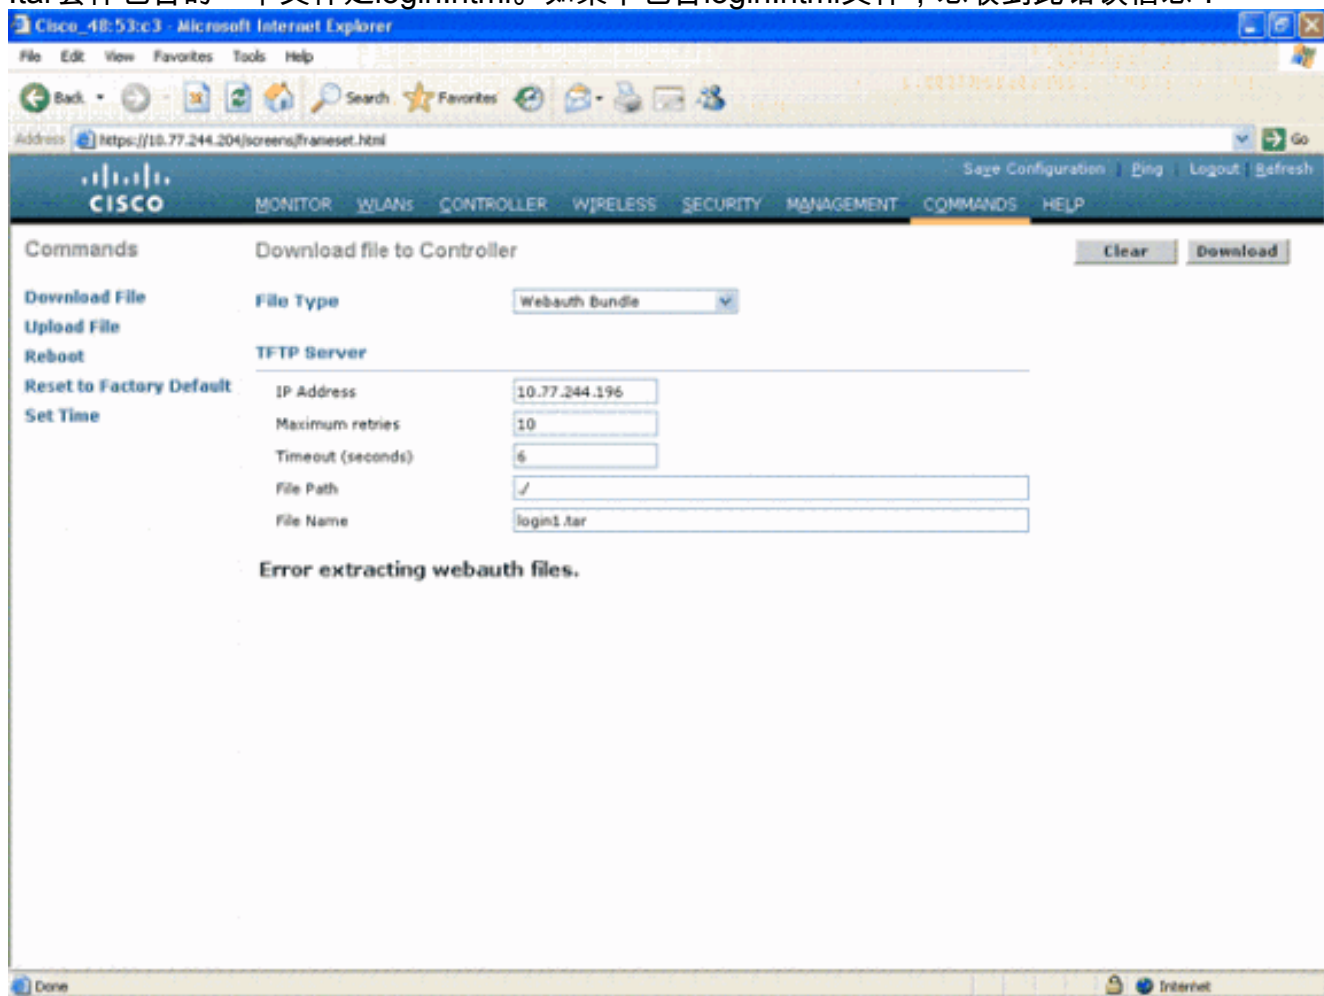 Cisco_48:53:c3 - Microsoft Internet Explorer
File Edit View Favorites Tools Help
Back Search Favorites
Address https://10.77.244.204/screens/frameset.html Go
Save Configuration Ping Logout Refresh
CISCO MONITOR WLANs CONTROLLER WIRELESS SECURITY MANAGEMENT COMMANDS HELP
Commands
Download File
Upload File
Reboot
Reset to Factory Default
Set Time
Download file to Controller Clear Download
File Type Webauth Bundle
TFTP Server
IP Address 10.77.244.196
Maximum retries 10
Timeout (seconds) 6
File Path ./
File Name login1.tar
Error extracting webauth files.
Done Internet